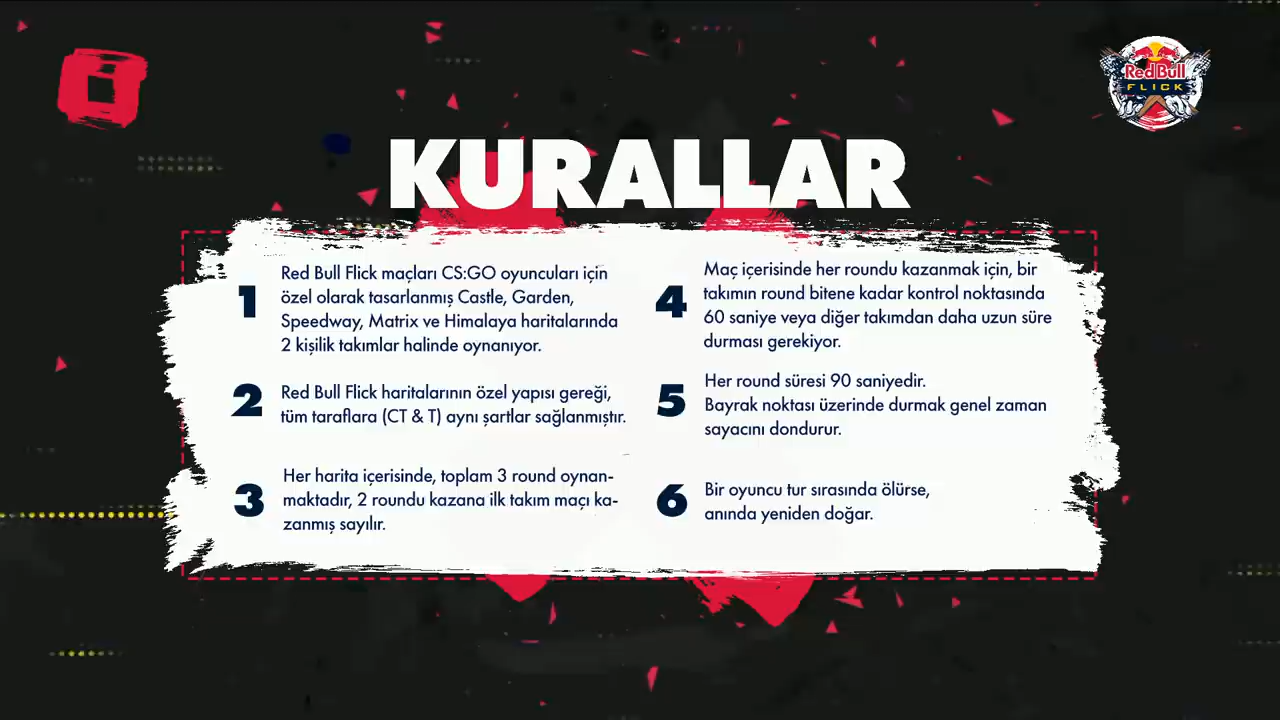 Red Bull
FLICK
KURALLAR
1
Red Bull Flick maçları CS:GO oyuncuları için
özel olarak tasarlanmış Castle, Garden,
Speedway, Matrix ve Himalaya haritalarında
2 kişilik takımlar halinde oynanıyor.
2
Red Bull Flick haritalarının özel yapısı gereği,
tüm taraflara (CT & T) aynı şartlar sağlanmıştır.
3
Her harita içerisinde, toplam 3 round oynan-
maktadır, 2 roundu kazana ilk takım maçı ka-
zanmış sayılır.
4
Maç içerisinde her roundu kazanmak için, bir
takımın round bitene kadar kontrol noktasında
60 saniye veya diğer takımdan daha uzun süre
durması gerekiyor.
5
Her round süresi 90 saniyedir.
Bayrak noktası üzerinde durmak genel zaman
sayacını dondurur.
6
Bir oyuncu tur sırasında ölürse,
anında yeniden doğar.